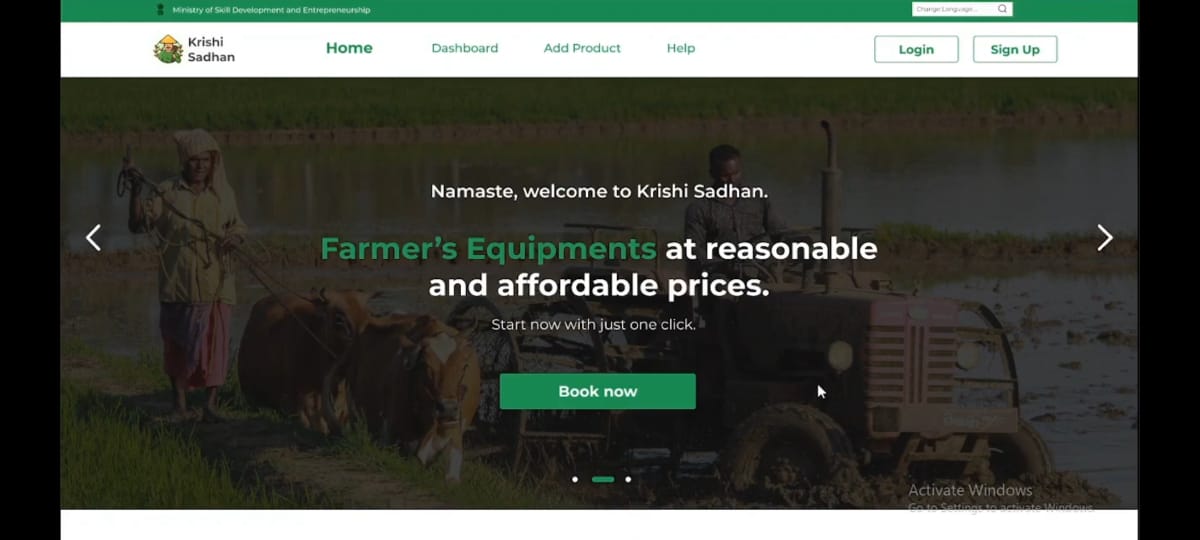 Ministry of Skill Development and Entrepreneurship
Change Language...
Krishi
Sadhan
Home
Dashboard
Add Product
Help
Login
Sign Up
Namaste, welcome to Krishi Sadhan.
Farmer's Equipments at reasonable
and affordable prices.
Start now with just one click.
Book now
Activate Windows
Go to Settings to activate Windows.